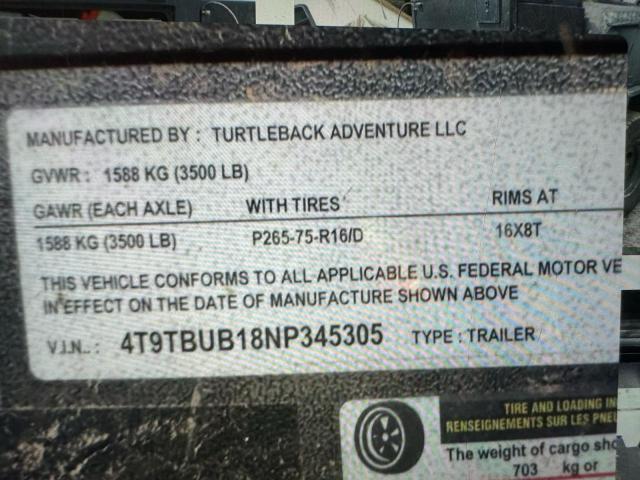 MANUFACTURED BY : TURTLEBACK ADVENTURE LLC
GVWR : 1588 KG (3500 LB)
GAWR (EACH AXLE) WITH TIRES RIMS AT
1588 KG (3500 LB) P265-75-R16/D 16X8T
THIS VEHICLE CONFORMS TO ALL APPLICABLE U.S. FEDERAL MOTOR VE
IN EFFECT ON THE DATE OF MANUFACTURE SHOWN ABOVE
V.I.N.. : 4T9TBUB18NP345305 TYPE : TRAILER
TIRE AND LOADING IN
RENSEIGNEMENTS SUR LES PNEU
The weight of cargo sho
703 kg or